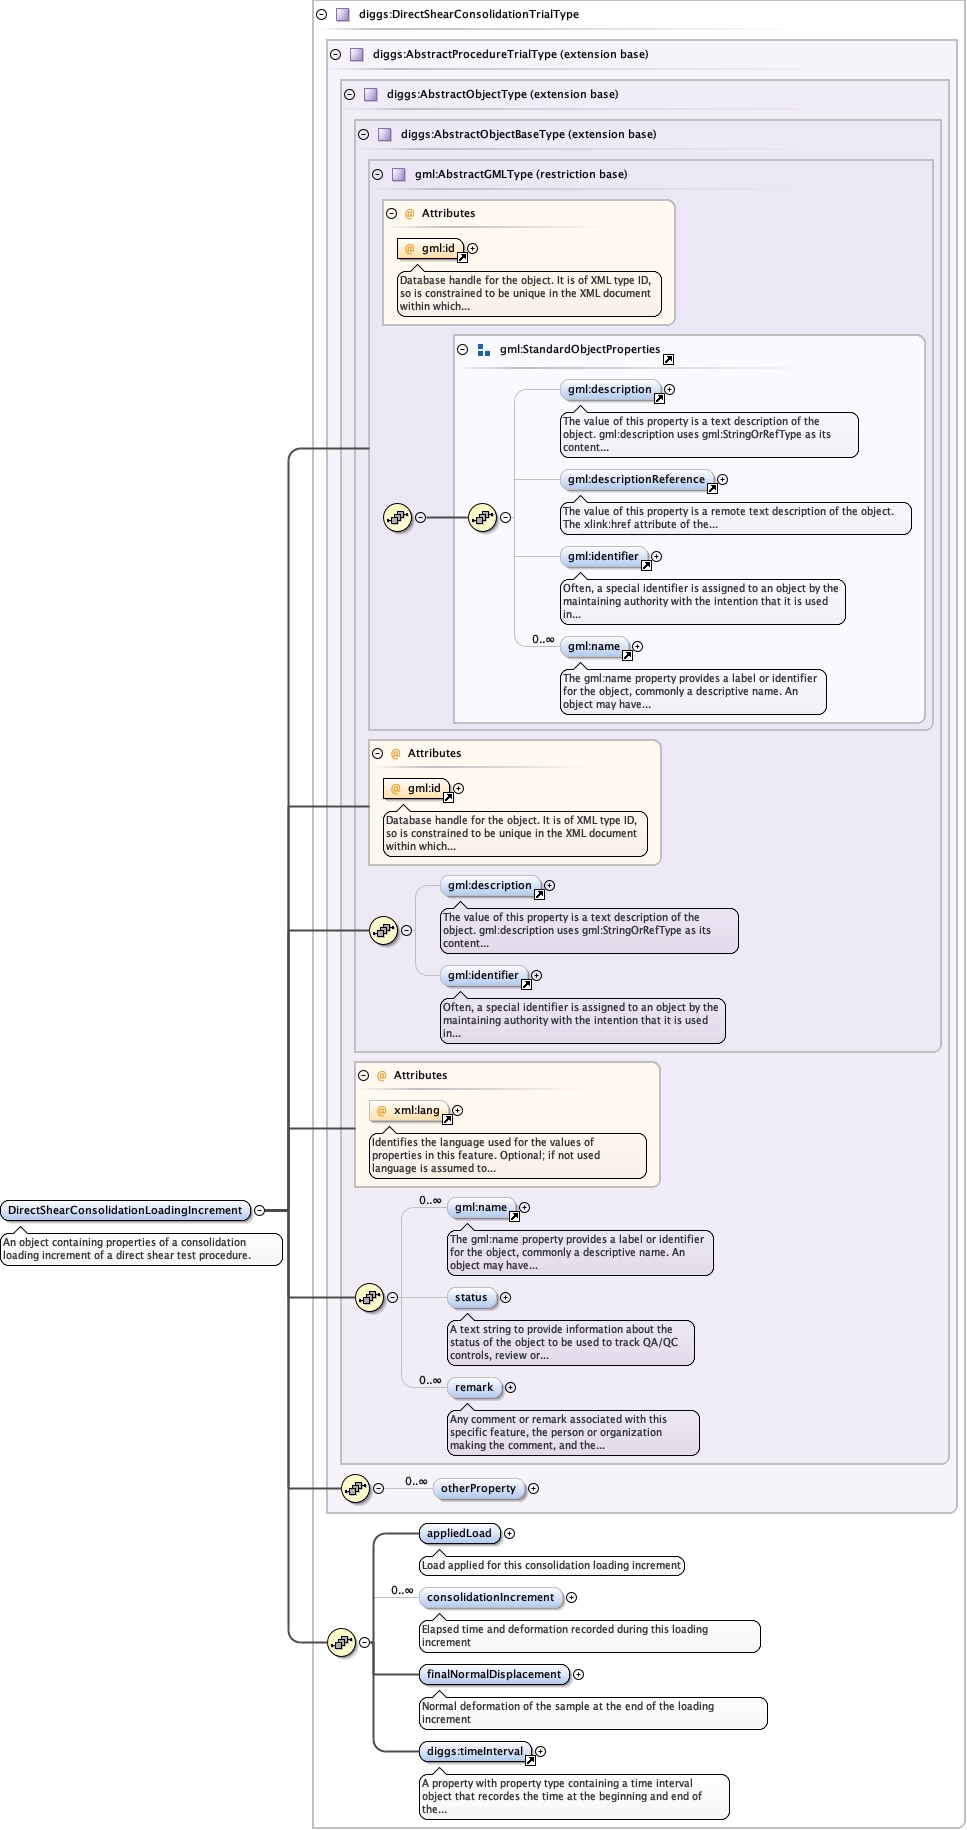 diggs:DirectShearConsolidationTrialType
diggs:AbstractProcedureTrialType (extension base)
diggs:AbstractObjectType (extension base)
diggs:AbstractObjectBaseType (extension base)
gml:AbstractGMLType (restriction base)
@ Attributes
@ gml:id
Database handle for the object. It is of XML type ID,
so is constrained to be unique in the XML document
within which...
gml:StandardObjectProperties
gml:description
The value of this property is a text description of the
object. gml:description uses gml:StringOrRefType as its
content...
gml:descriptionReference
The value of this property is a remote text description of the object.
The xlink:href attribute of the...
gml:identifier
Often, a special identifier is assigned to an object by the
maintaining authority with the intention that it is used
in...
0..∞ gml:name
The gml:name property provides a label or identifier
for the object, commonly a descriptive name. An
object may have...
@ Attributes
@ gml:id
Database handle for the object. It is of XML type ID,
so is constrained to be unique in the XML document
within which...
gml:description
The value of this property is a text description of the
object. gml:description uses gml:StringOrRefType as its
content...
gml:identifier
Often, a special identifier is assigned to an object by the
maintaining authority with the intention that it is used
in...
@ Attributes
@ xml:lang
Identifies the language used for the values of
properties in this feature. Optional; if not used
language is assumed to...
DirectShearConsolidationLoadingIncrement
An object containing properties of a consolidation
loading increment of a direct shear test procedure.
0..∞ gml:name
The gml:name property provides a label or identifier
for the object, commonly a descriptive name. An
object may have...
status
A text string to provide information about the
status of the object to be used to track QA/QC
controls, review or...
0..∞ remark
Any comment or remark associated with this
specific feature, the person or organization
making the comment, and the...
0..∞ otherProperty
appliedLoad
Load applied for this consolidation loading increment
0..∞ consolidationIncrement
Elapsed time and deformation recorded during this loading
increment
finalNormalDisplacement
Normal deformation of the sample at the end of the loading
increment
diggs:timeInterval
A property with property type containing a time interval
object that recordes the time at the beginning and end of
the...